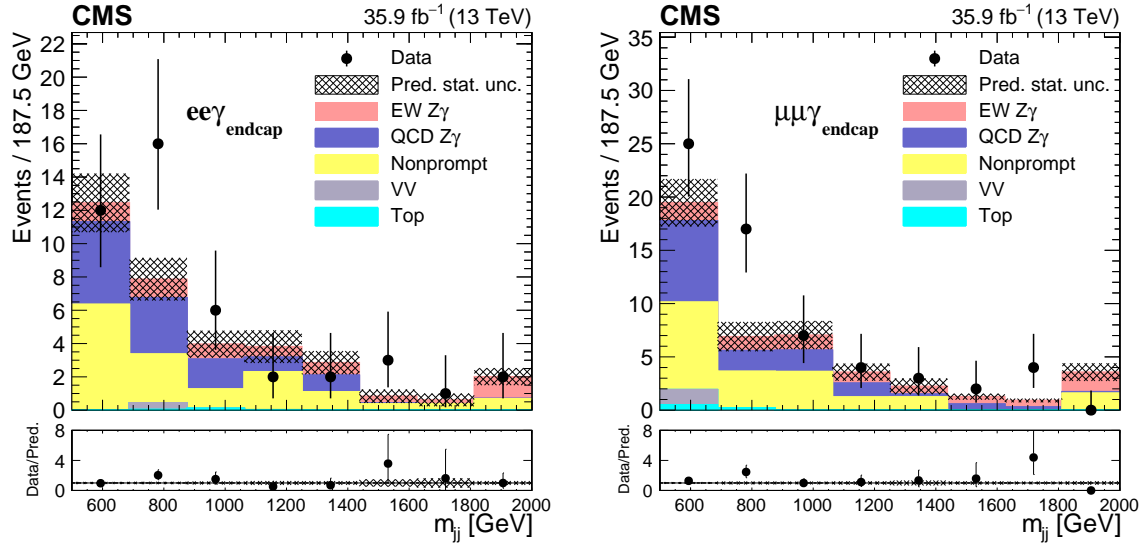 CMS 35.9 fb⁻¹ (13 TeV)
Events / 187.5 GeV
22
20
18
16
14
12
10
8
6
4
2
0
eeγendcap
Data
Pred. stat. unc.
EW Zγ
QCD Zγ
Nonprompt
VV
Top
Data/Pred.
8
4
0
600 800 1000 1200 1400 1600 1800 2000
mjj [GeV]
CMS 35.9 fb⁻¹ (13 TeV)
Events / 187.5 GeV
35
30
25
20
15
10
5
0
μμγendcap
Data
Pred. stat. unc.
EW Zγ
QCD Zγ
Nonprompt
VV
Top
Data/Pred.
8
4
0
600 800 1000 1200 1400 1600 1800 2000
mjj [GeV]